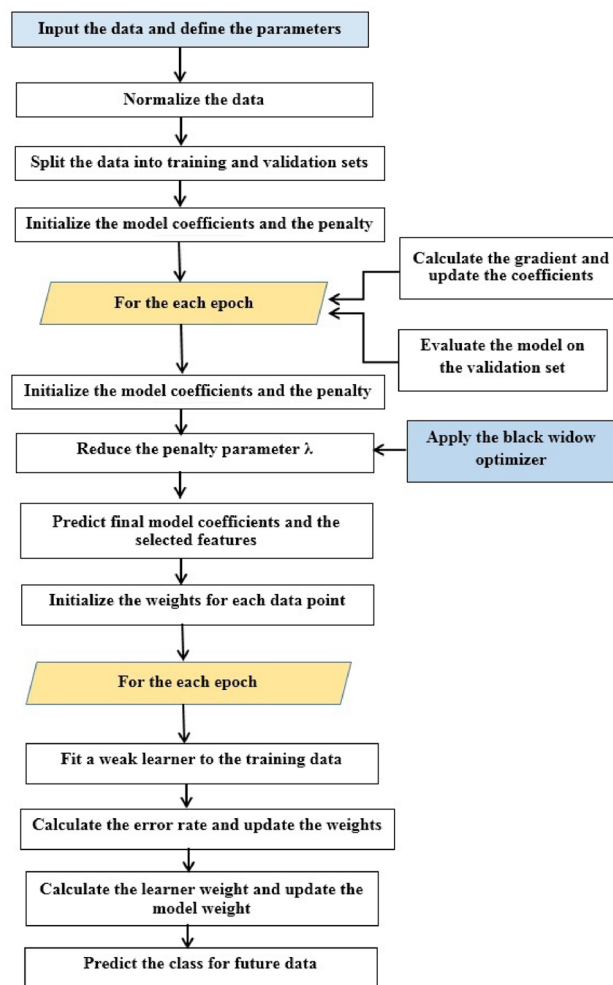 Input the data and define the parameters
Normalize the data
Split the data into training and validation sets
Initialize the model coefficients and the penalty
Calculate the gradient and
update the coefficients
For the each epoch
Evaluate the model on
the validation set
Initialize the model coefficients and the penalty
Reduce the penalty parameter λ
Apply the black widow
optimizer
Predict final model coefficients and the
selected features
Initialize the weights for each data point
For the each epoch
Fit a weak learner to the training data
Calculate the error rate and update the weights
Calculate the learner weight and update the
model weight
Predict the class for future data